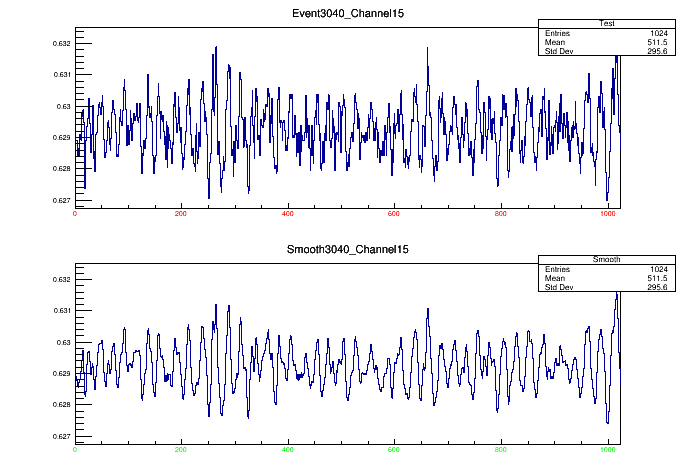 Event3040_Channel15
Test
Entries 1024
Mean 511.5
Std Dev 295.6
0.632
0.631
0.63
0.629
0.628
0.627
0 200 400 600 800 1000
Smooth3040_Channel15
Smooth
Entries 1024
Mean 511.5
Std Dev 295.6
0.632
0.631
0.63
0.629
0.628
0.627
0 200 400 600 800 1000